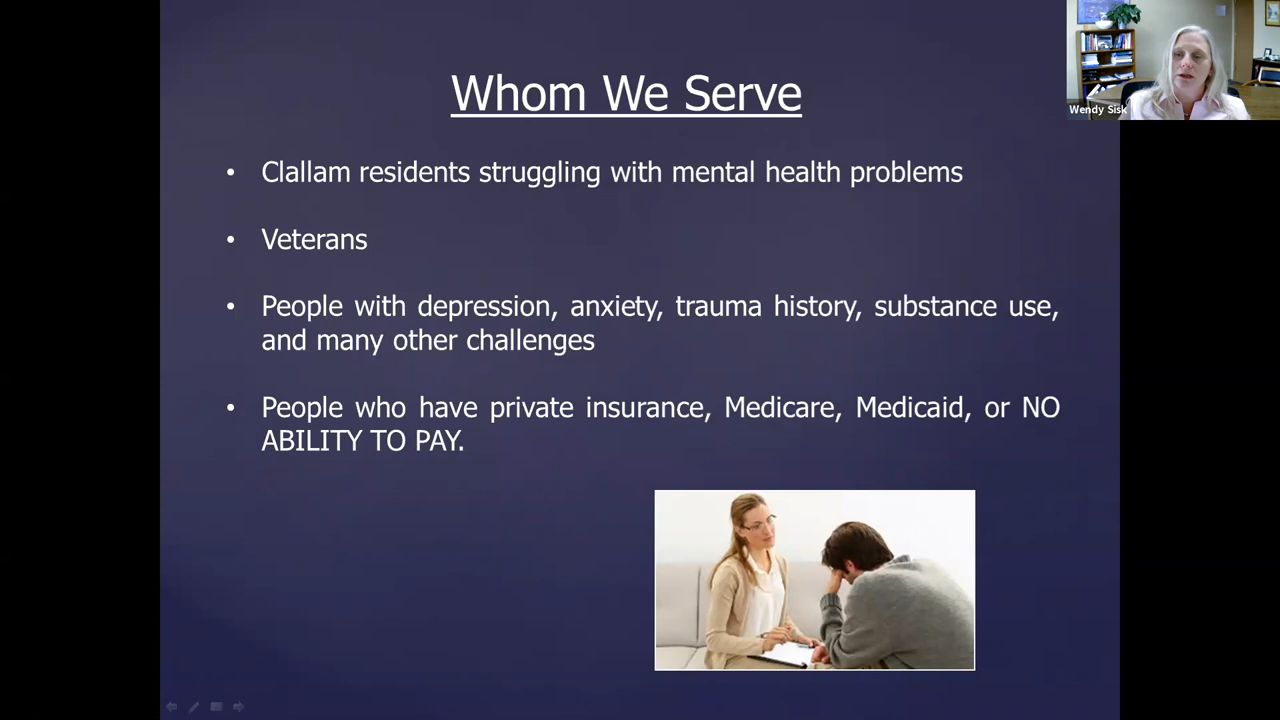 Whom We Serve
Wendy Sisk
• Clallam residents struggling with mental health problems
• Veterans
• People with depression, anxiety, trauma history, substance use,
and many other challenges
• People who have private insurance, Medicare, Medicaid, or NO
ABILITY TO PAY.